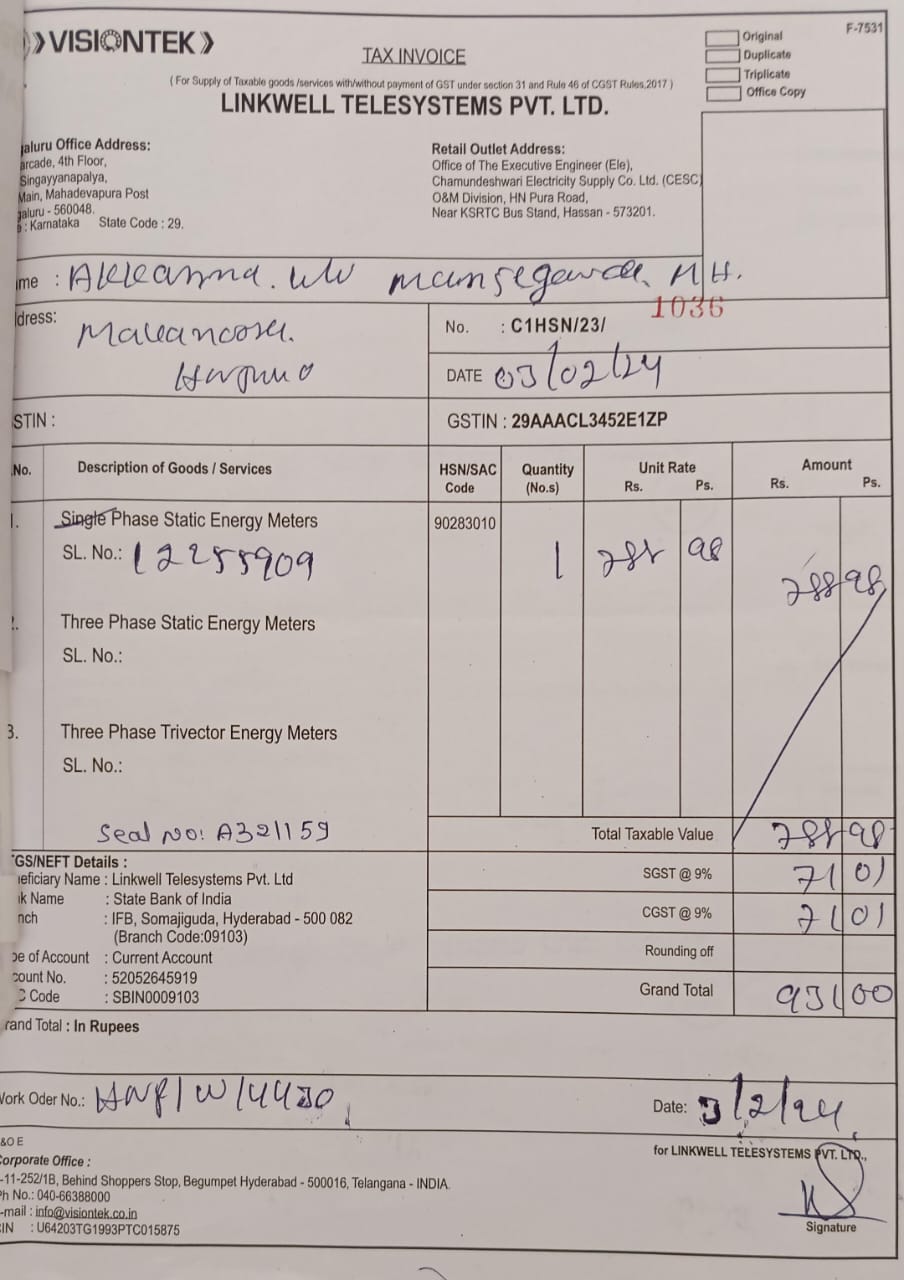 VISIONTEK
F-7531
TAX INVOICE
Original
Duplicate
Triplicate
Office Copy
( For Supply of Taxable goods /services with/without payment of GST under section 31 and Rule 46 of CGST Rules,2017 )
LINKWELL TELESYSTEMS PVT. LTD.
galuru Office Address:
arcade, 4th Floor,
Singayyanapalya,
Main, Mahadevapura Post
galuru - 560048.
: Karnataka State Code : 29.
Retail Outlet Address:
Office of The Executive Engineer (Ele),
Chamundeshwari Electricity Supply Co. Ltd. (CESC)
O&M Division, HN Pura Road,
Near KSRTC Bus Stand, Hassan - 573201.
me :
dress:
No. : C1HSN/23/ 1036
DATE 03/02/24
STIN :
GSTIN : 29AAACL3452E1ZP
No. Description of Goods / Services HSN/SAC Code Quantity (No.s) Unit Rate Rs. Ps. Amount Rs. Ps.
1. Single Phase Static Energy Meters 90283010
SL. No.: 12255909 1 788 98 788 98
Three Phase Static Energy Meters
SL. No.:
3. Three Phase Trivector Energy Meters
SL. No.:
Seal No: A321159
Total Taxable Value 788 98
GS/NEFT Details :
neficiary Name : Linkwell Telesystems Pvt. Ltd
k Name : State Bank of India
nch : IFB, Somajiguda, Hyderabad - 500 082
(Branch Code:09103)
pe of Account : Current Account
count No. : 52052645919
C Code : SBIN0009103
SGST @ 9% 71 01
CGST @ 9% 71 01
Rounding off
Grand Total 931 00
rand Total : In Rupees
Work Oder No.:
Date: 3/2/24
&O E
for LINKWELL TELESYSTEMS PVT. LTD.,
Corporate Office :
-11-252/1B, Behind Shoppers Stop, Begumpet Hyderabad - 500016, Telangana - INDIA.
Ph No.: 040-66388000
-mail : info@visiontek.co.in
IN : U64203TG1993PTC015875
Signature